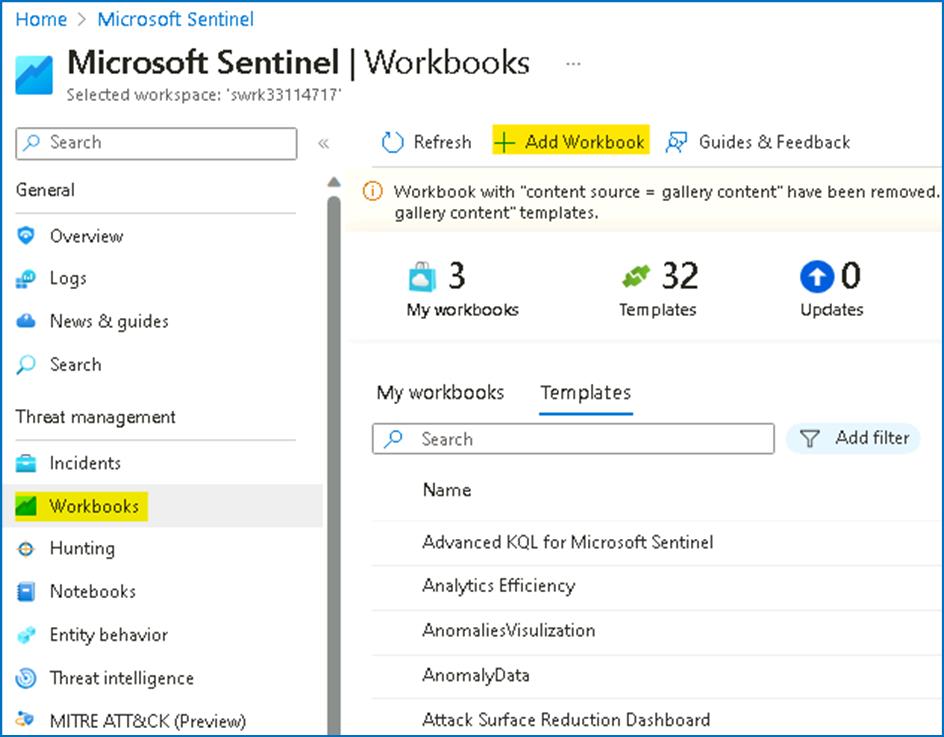 Home > Microsoft Sentinel
Microsoft Sentinel | Workbooks ...
Selected workspace: 'swrk33114717'
Search «
General
Overview
Logs
News & guides
Search
Threat management
Incidents
Workbooks
Hunting
Notebooks
Entity behavior
Threat intelligence
MITRE ATT&CK (Preview)
Refresh + Add Workbook Guides & Feedback
Workbook with "content source = gallery content" have been removed.
gallery content" templates.
3 32 0
My workbooks Templates Updates
My workbooks Templates
Search Add filter
Name
Advanced KQL for Microsoft Sentinel
Analytics Efficiency
AnomaliesVisulization
AnomalyData
Attack Surface Reduction Dashboard